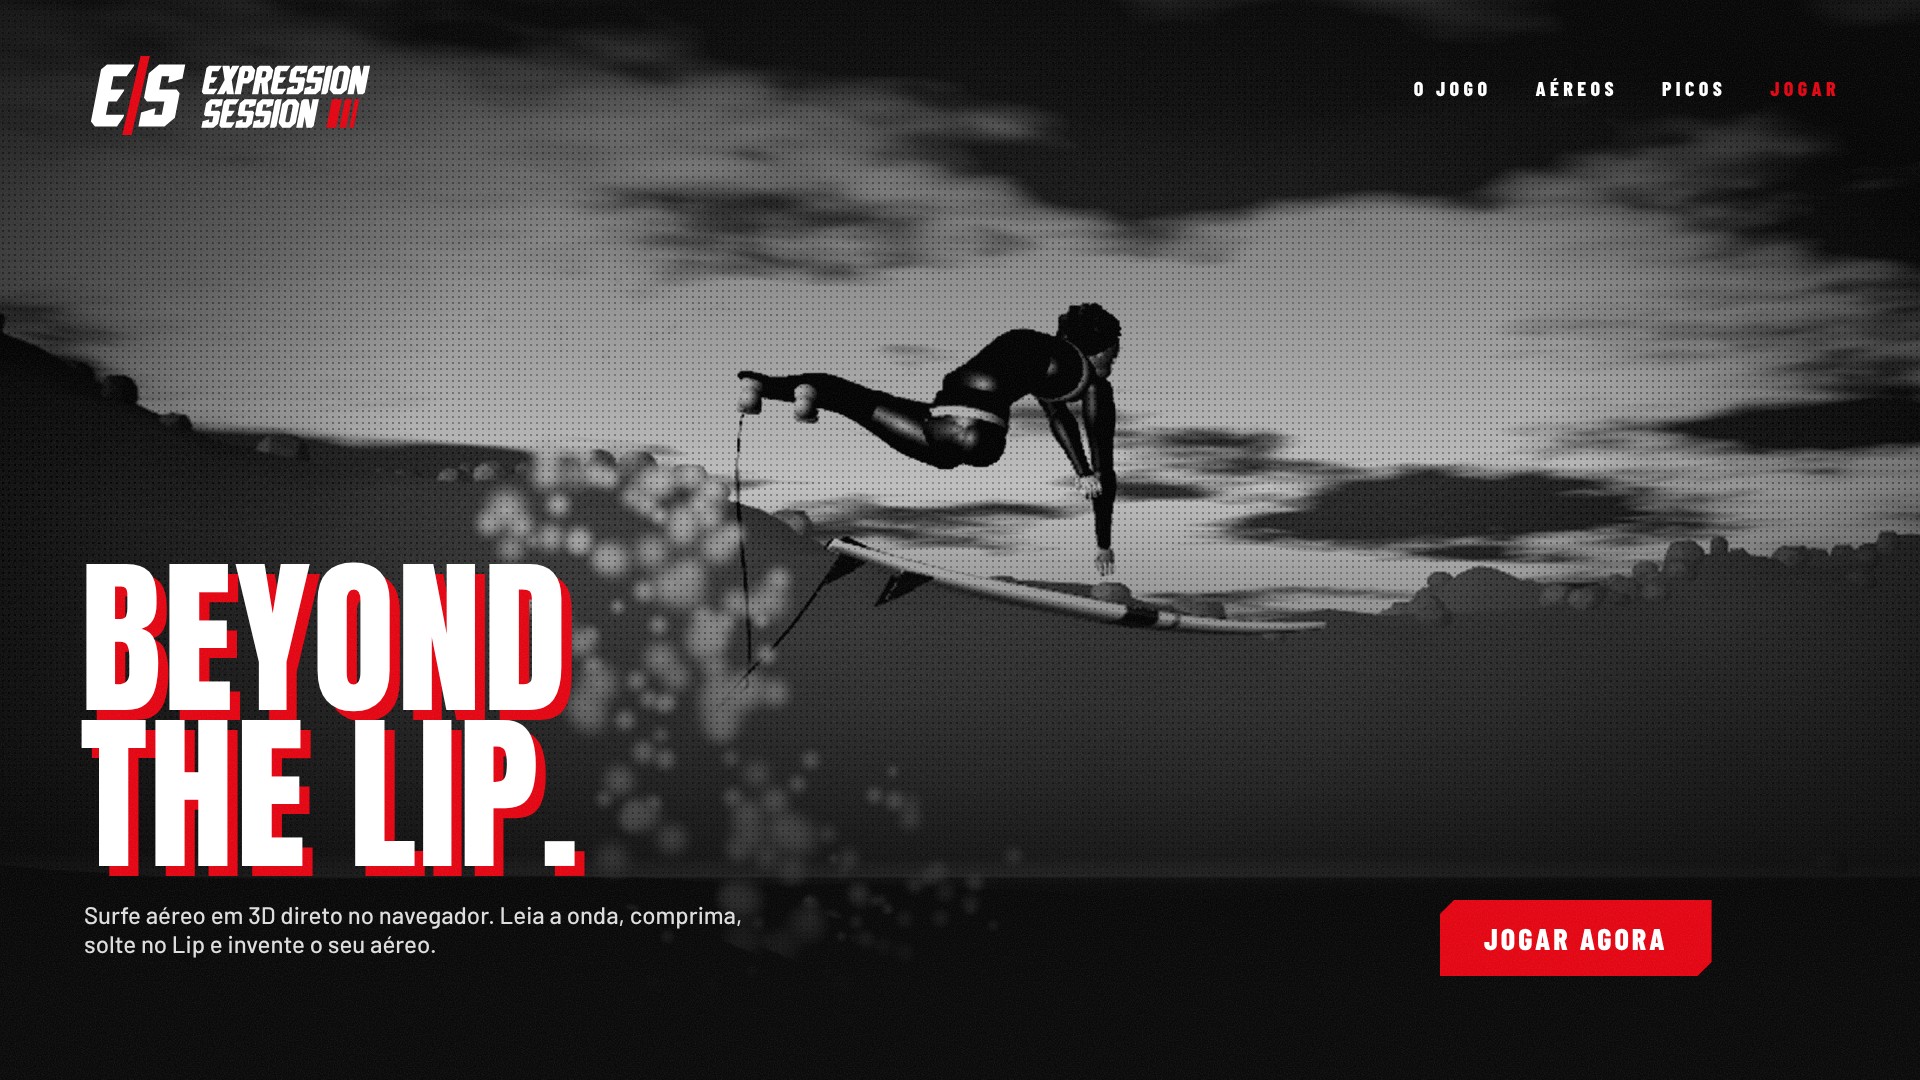 E/S EXPRESSION
SESSION
O JOGO AÉREOS PICOS JOGAR
BEYOND
THE LIP.
Surfe aéreo em 3D direto no navegador. Leia a onda, comprima,
solte no Lip e invente o seu aéreo.
JOGAR AGORA